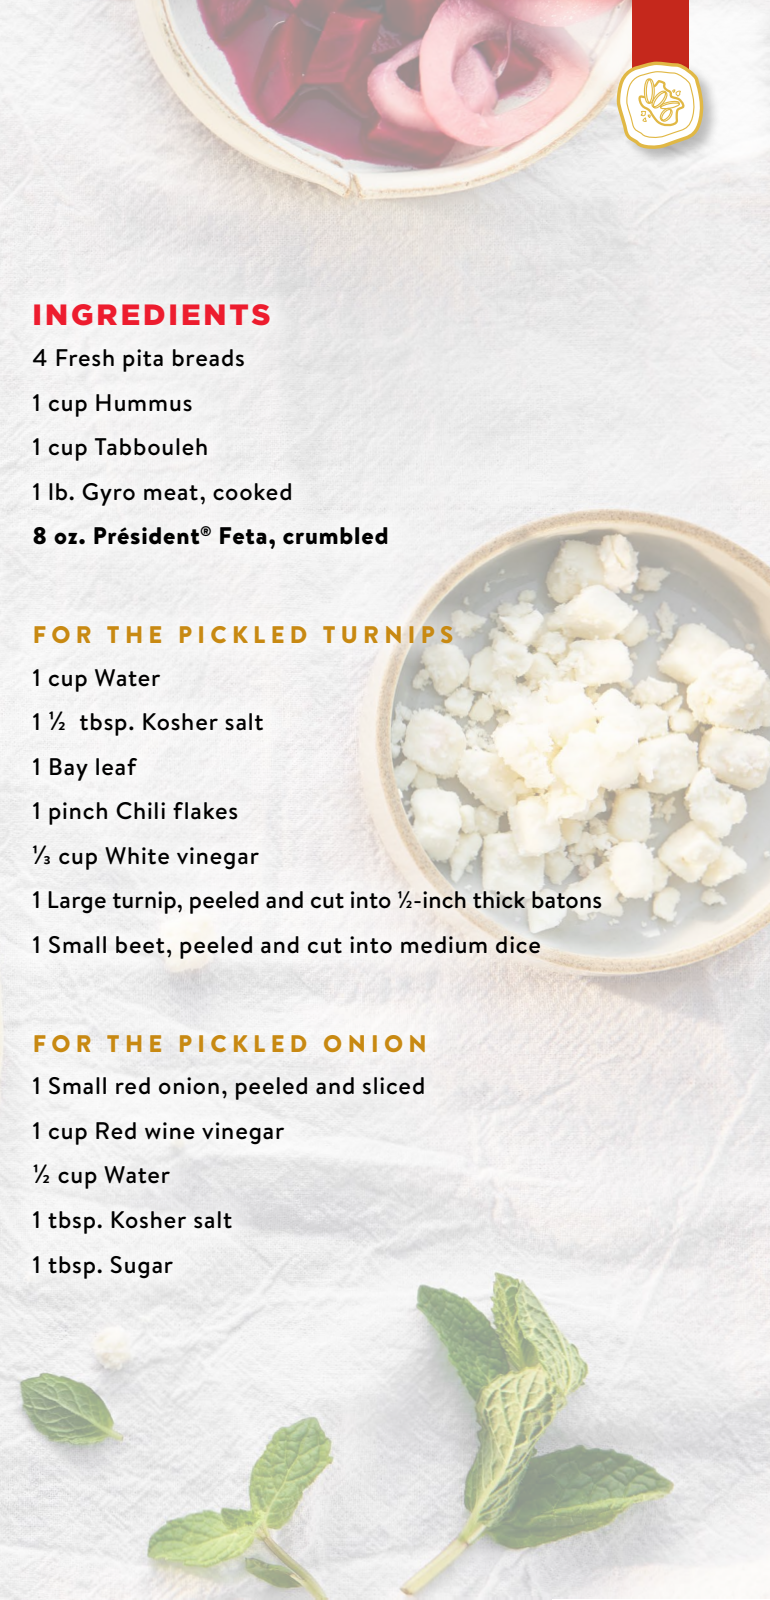 INGREDIENTS
4 Fresh pita breads
1 cup Hummus
1 cup Tabbouleh
1 lb. Gyro meat, cooked
8 oz. Président® Feta, crumbled
FOR THE PICKLED TURNIPS
1 cup Water
1 ½ tbsp. Kosher salt
1 Bay leaf
1 pinch Chili flakes
⅓ cup White vinegar
1 Large turnip, peeled and cut into ½-inch thick batons
1 Small beet, peeled and cut into medium dice
FOR THE PICKLED ONION
1 Small red onion, peeled and sliced
1 cup Red wine vinegar
½ cup Water
1 tbsp. Kosher salt
1 tbsp. Sugar